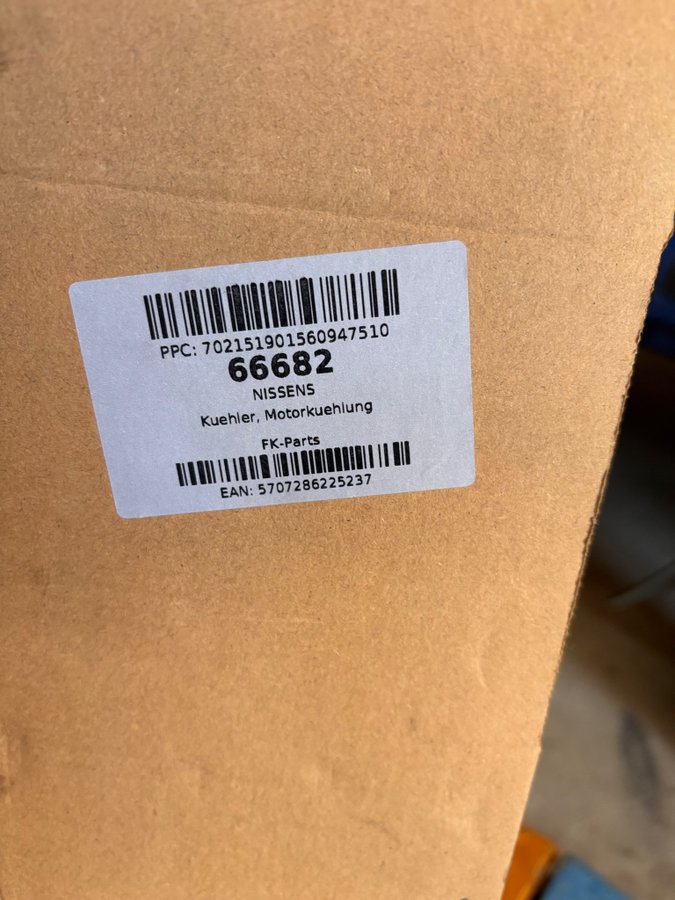 PPC: 702151901560947510
66682
NISSENS
Kuehler, Motorkuehlung
FK-Parts
EAN: 5707286225237